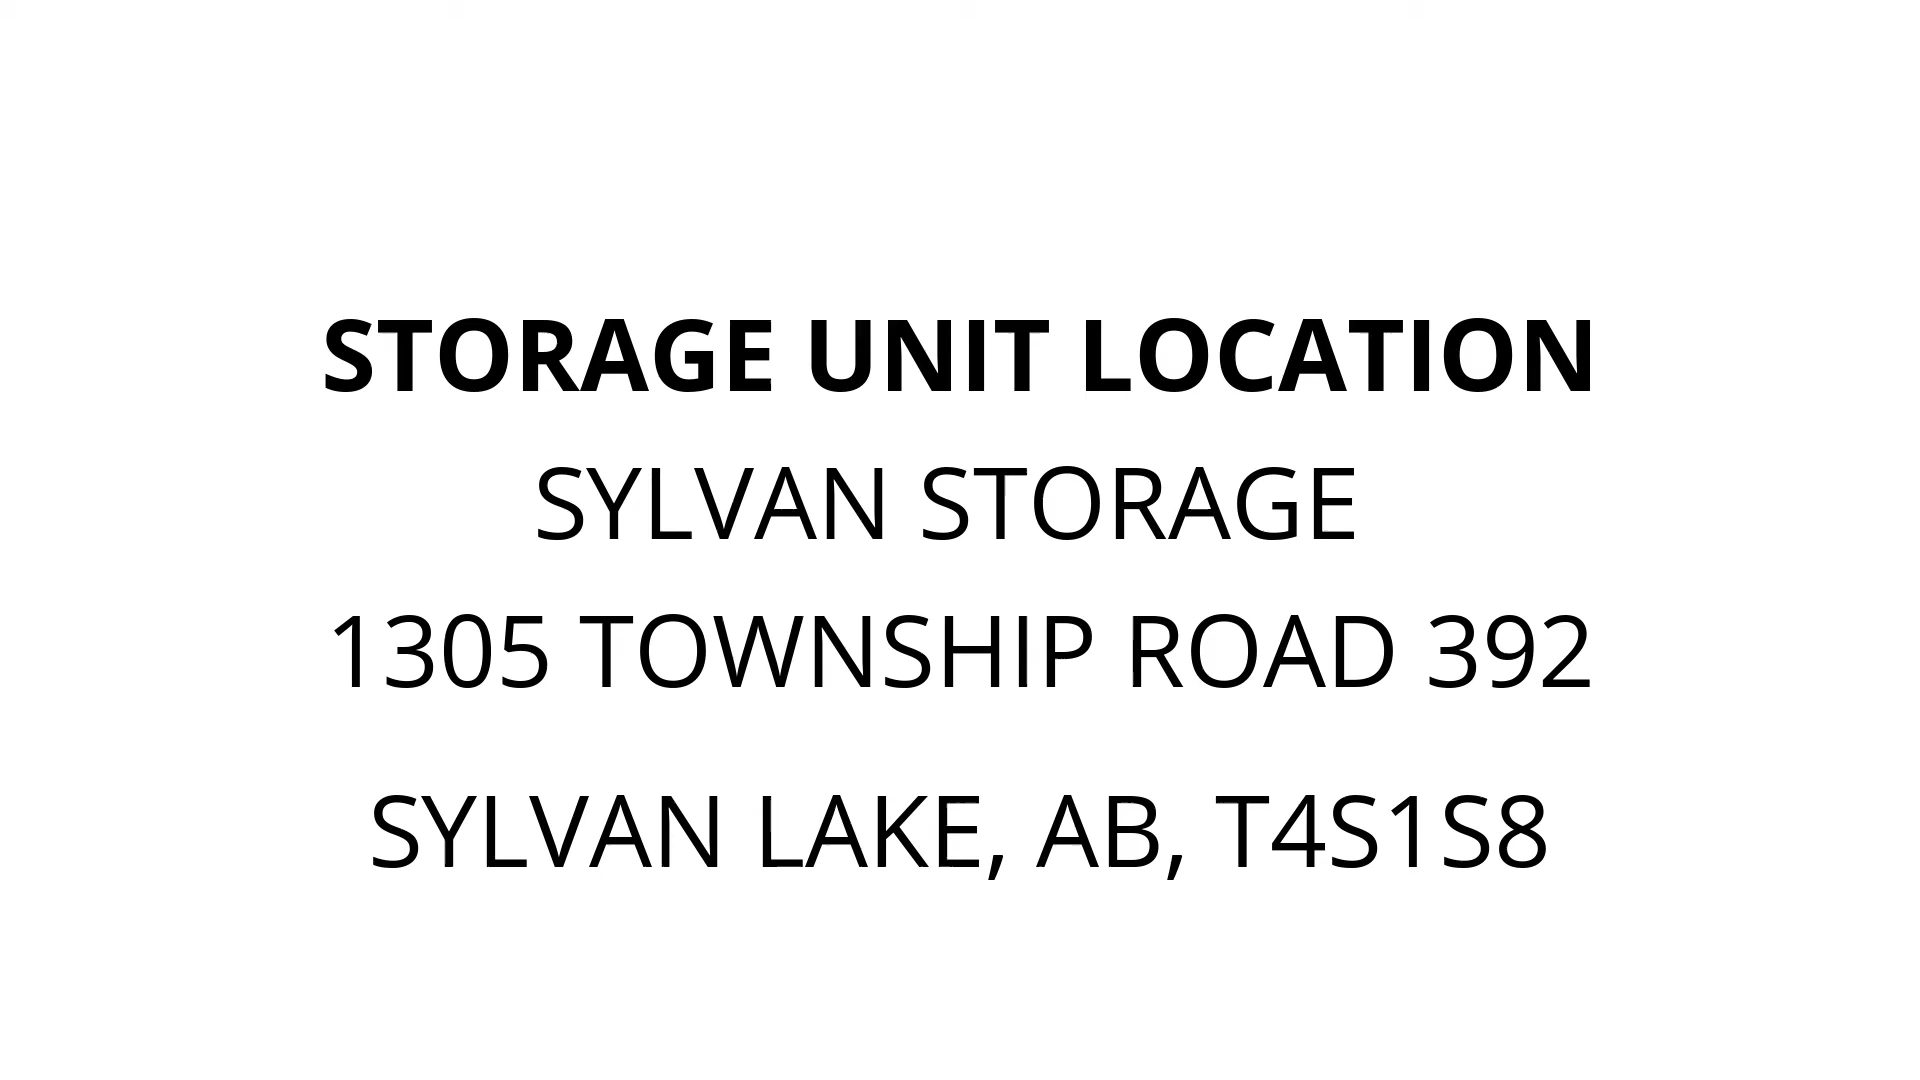 STORAGE UNIT LOCATION
SYLVAN STORAGE
1305 TOWNSHIP ROAD 392
SYLVAN LAKE, AB, T4S1S8